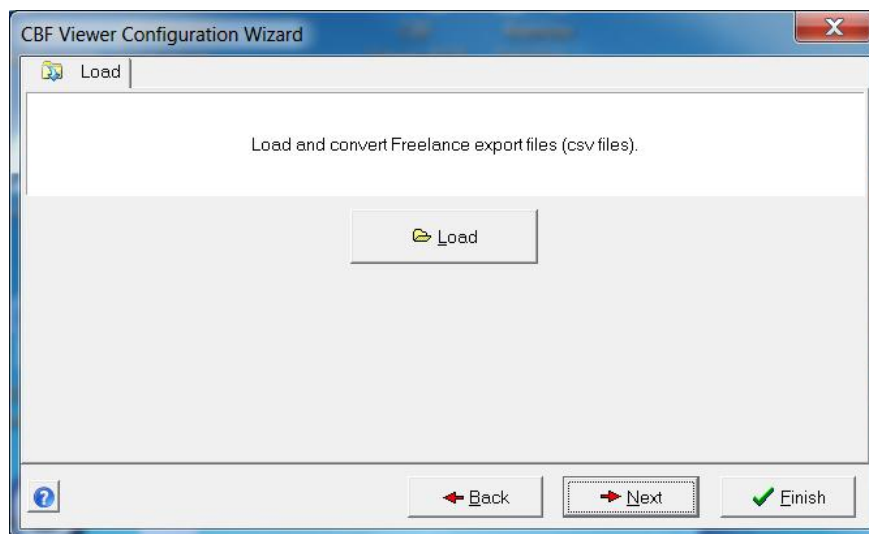 CBF Viewer Configuration Wizard
Load
Load and convert Freelance export files (csv files).
Load
Back
Next
Finish